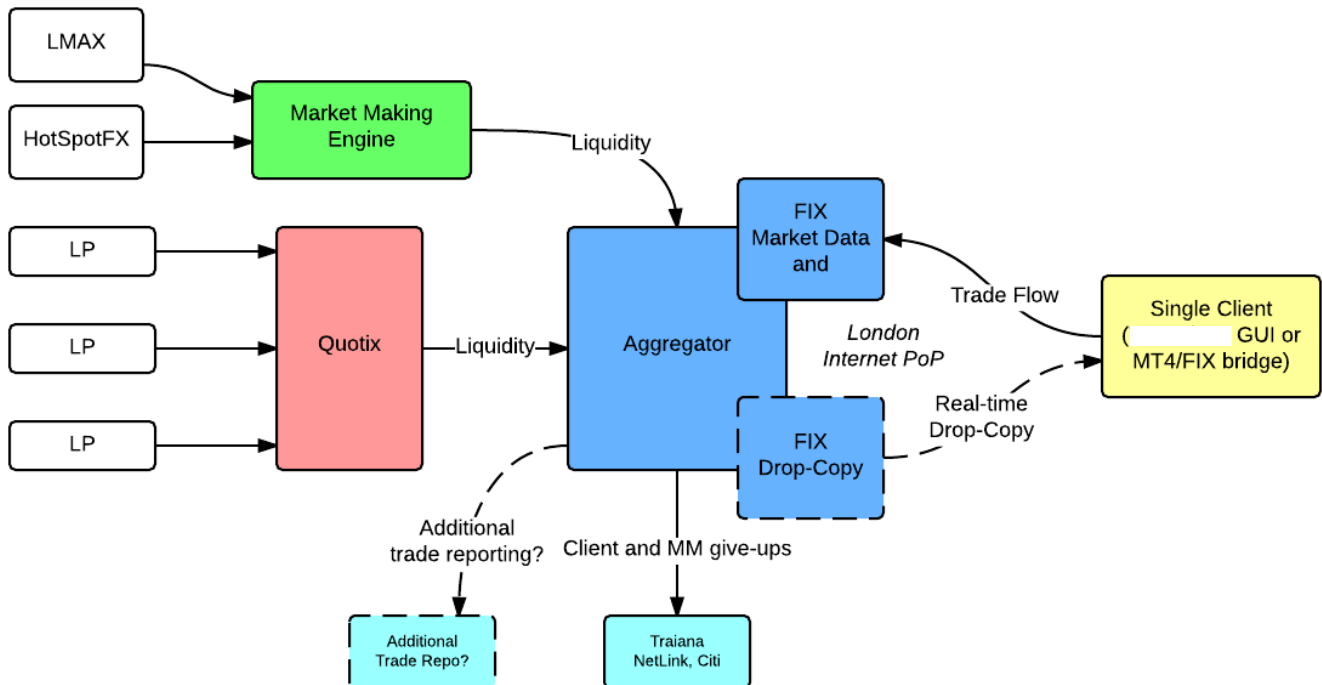 LMAX
HotSpotFX
Market Making
Engine
Liquidity
LP
LP
LP
Quotix
Liquidity
Aggregator
FIX
Market Data
and
Trade Flow
London
Internet PoP
Single Client
( GUI or
MT4/FIX bridge)
Real-time
Drop-Copy
FIX
Drop-Copy
Additional
trade reporting?
Client and MM give-ups
Additional
Trade Repo?
Traiana
NetLink, Citi